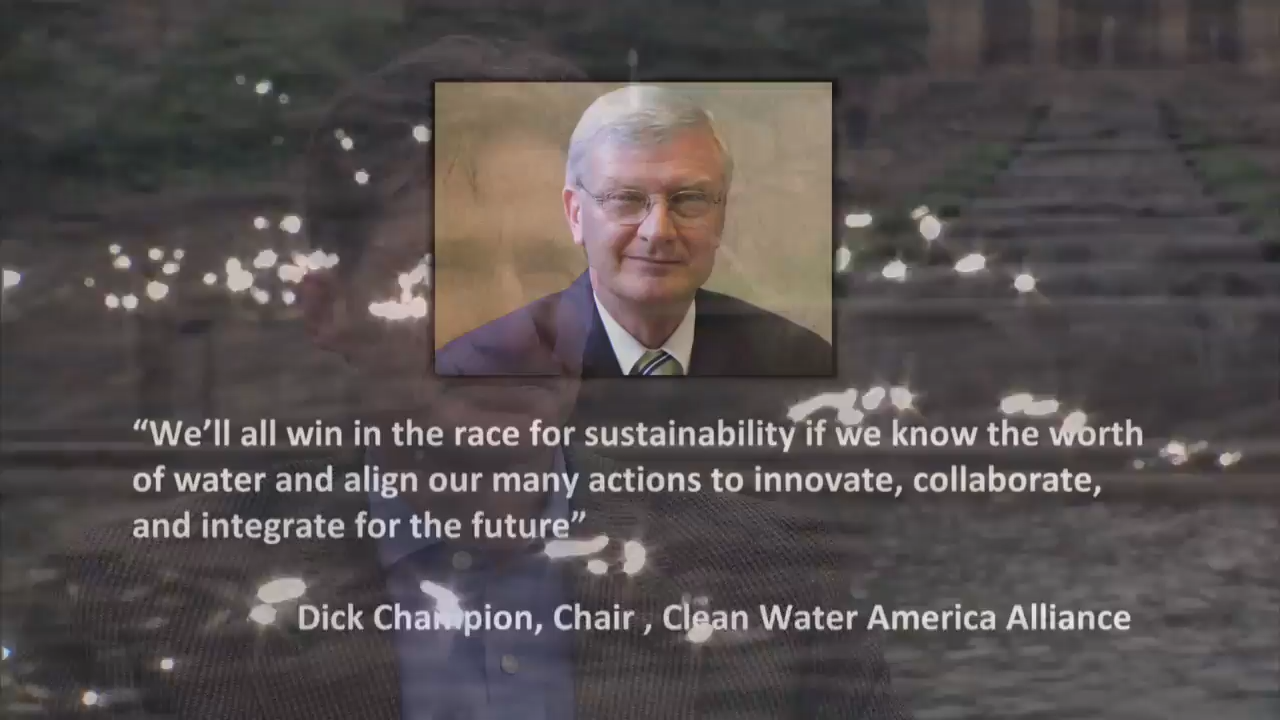 “We’ll all win in the race for sustainability if we know the worth
of water and align our many actions to innovate, collaborate,
and integrate for the future”
Dick Champion, Chair , Clean Water America Alliance